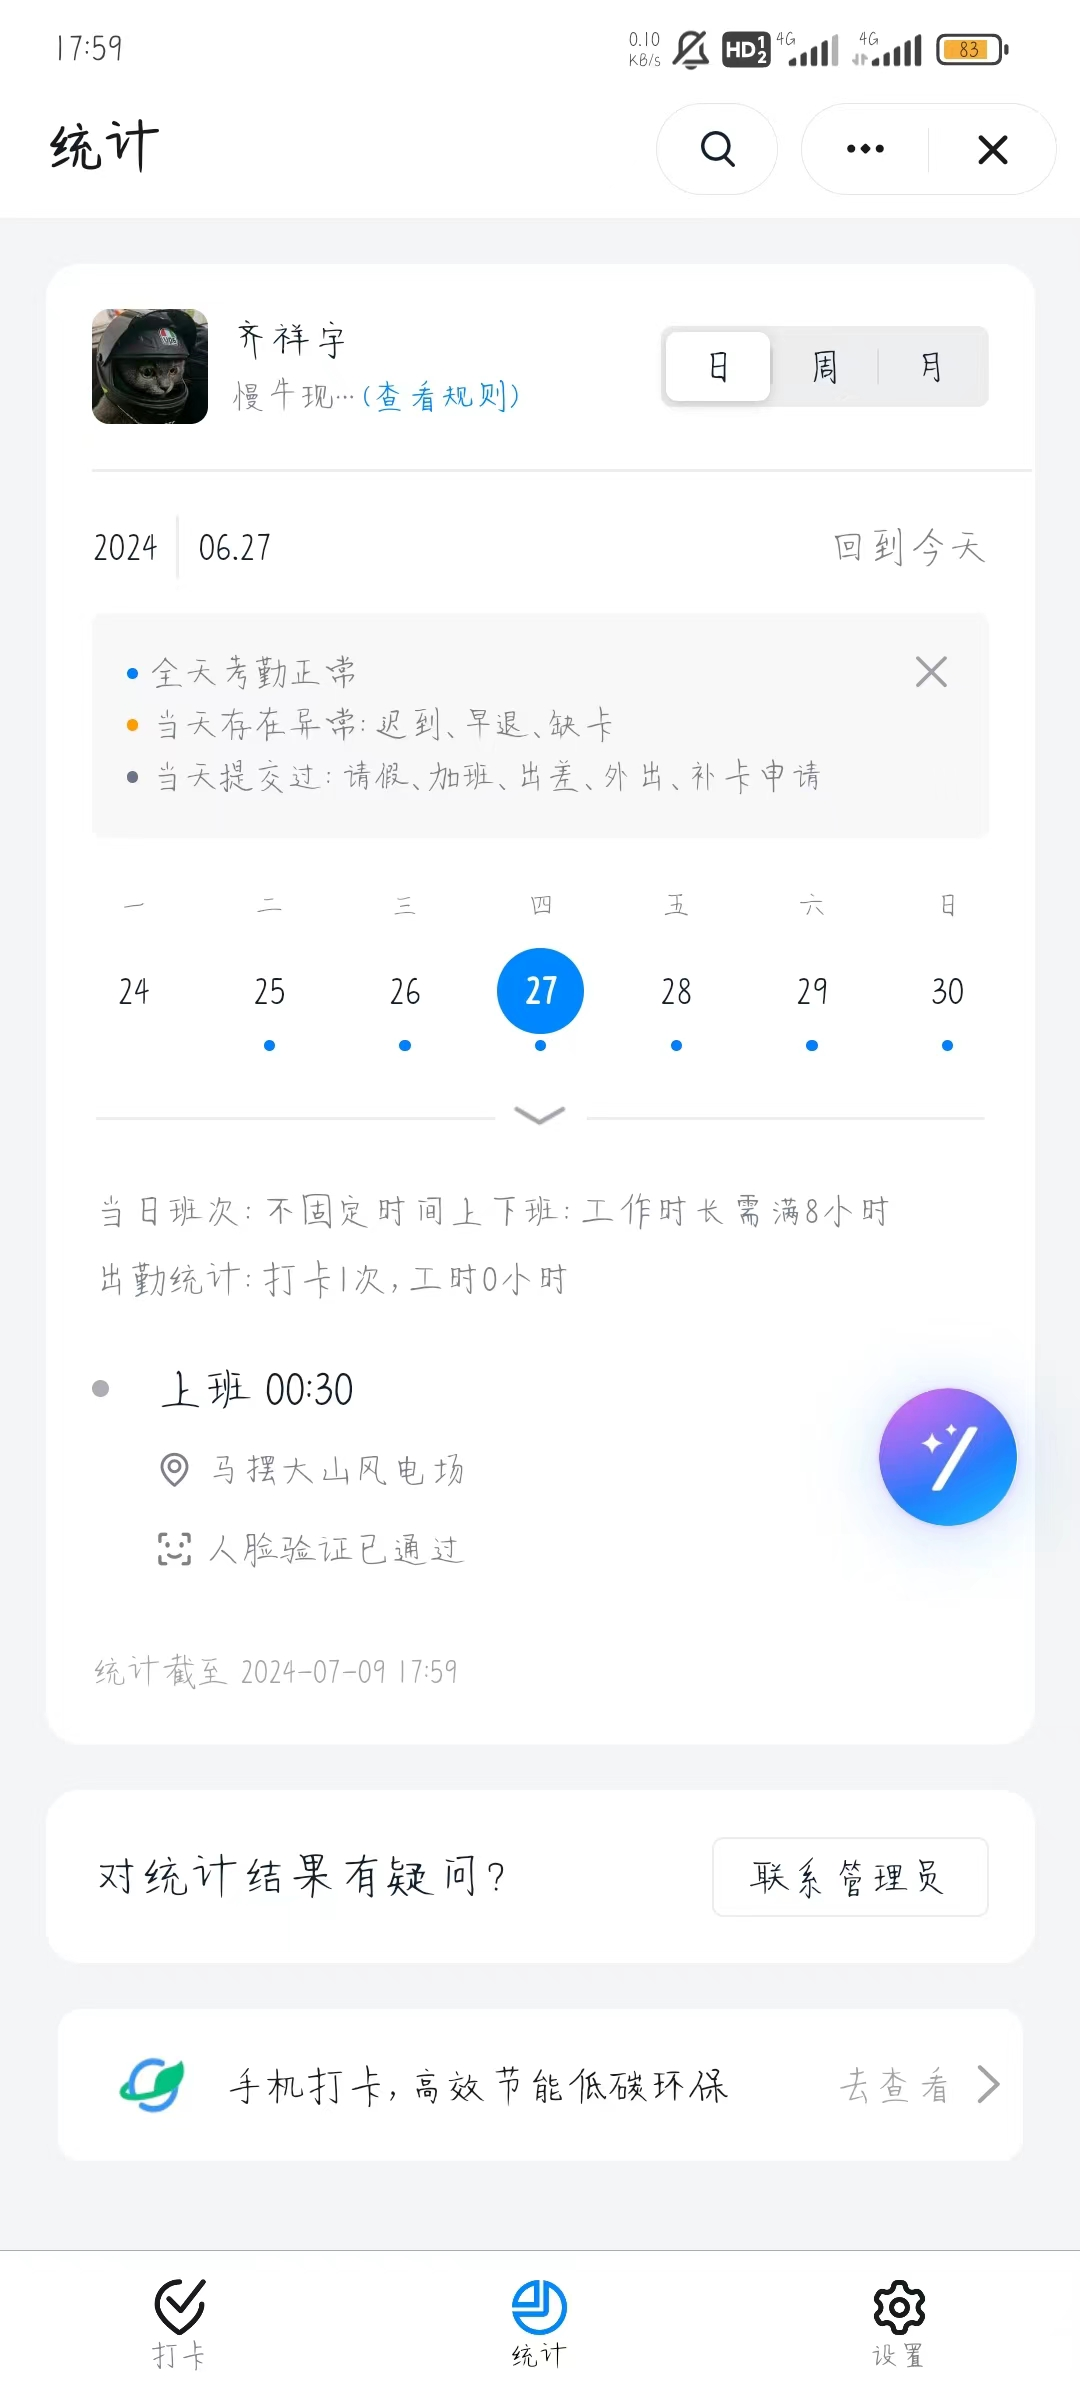 17:59
0.10 KB/s HD 1 2 4G 4G 83
统计
齐祥宇
慢牛现…(查看规则)
日 周 月
2024 06.27 回到今天
全天考勤正常
当天存在异常:迟到、早退、缺卡
当天提交过:请假、加班、出差、外出、补卡申请
一 二 三 四 五 六 日
24 25 26 27 28 29 30
当日班次:不固定时间上下班:工作时长需满8小时
出勤统计:打卡1次,工时0小时
上班 00:30
马摆大山风电场
人脸验证已通过
统计截至 2024-07-09 17:59
对统计结果有疑问? 联系管理员
手机打卡,高效节能低碳环保 去查看
打卡 统计 设置